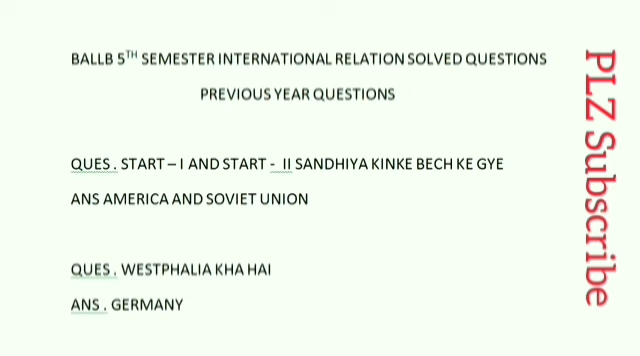 BALLB 5TH SEMESTER INTERNATIONAL RELATION SOLVED QUESTIONS
PREVIOUS YEAR QUESTIONS
QUES . START – I AND START - II SANDHIYA KINKE BECH KE GYE
ANS AMERICA AND SOVIET UNION
QUES . WESTPHALIA KHA HAI
ANS . GERMANY
PLZ Subscribe